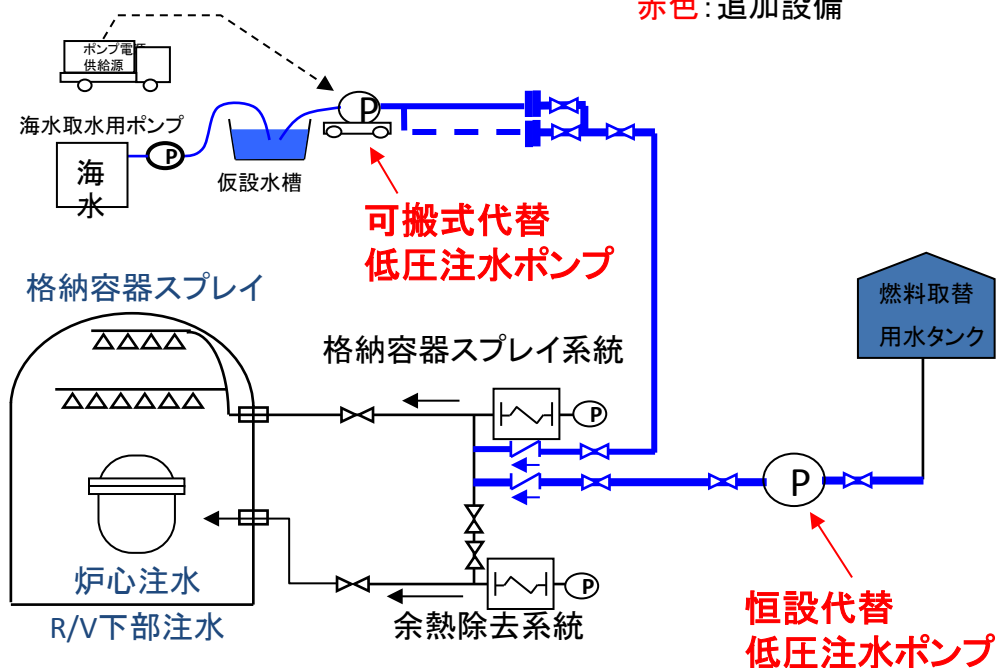 赤色：追加設備
ポンプ電源
供給源
海水取水用ポンプ
P
P
海
水
仮設水槽
可搬式代替
低圧注水ポンプ
燃料取替
用水タンク
格納容器スプレイ
格納容器スプレイ系統
P
P
炉心注水
R/V下部注水
P
余熱除去系統
恒設代替
低圧注水ポンプ